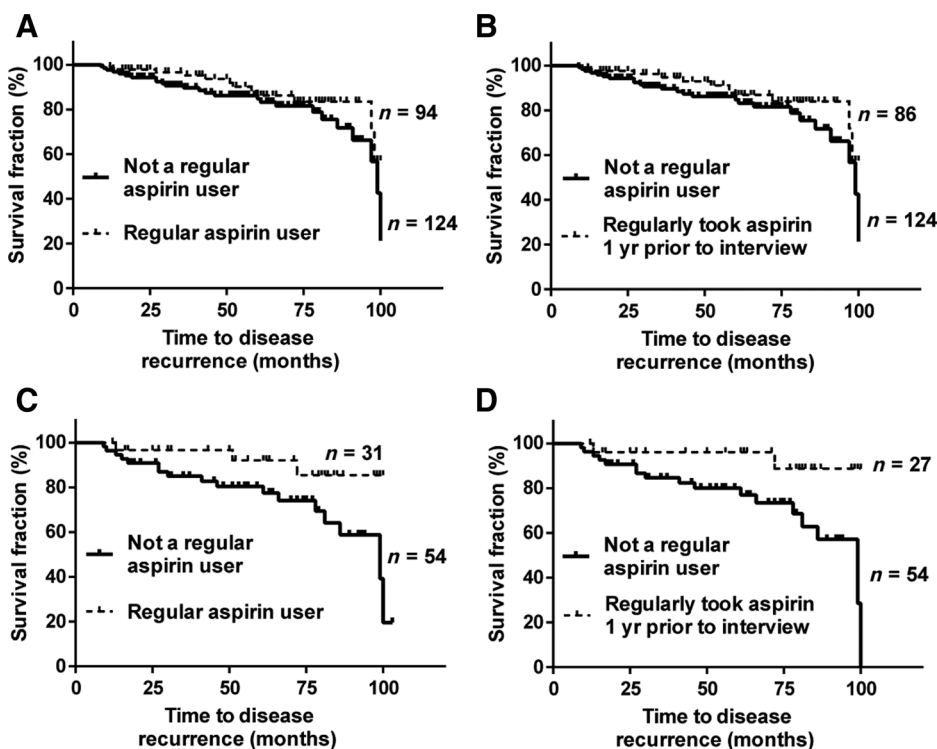 A
Survival fraction (%)
100
80
60
40
20
0
n = 94
Not a regular
aspirin user
Regular aspirin user
n = 124
0 25 50 75 100
Time to disease
recurrence (months)
B
Survival fraction (%)
100
80
60
40
20
0
n = 86
Not a regular
aspirin user
Regularly took aspirin
1 yr prior to interview
n = 124
0 25 50 75 100
Time to disease
recurrence (months)
C
Survival fraction (%)
100
80
60
40
20
0
n = 31
Not a regular
aspirin user
n = 54
Regular aspirin user
0 25 50 75 100
Time to disease
recurrence (months)
D
Survival fraction (%)
100
80
60
40
20
0
n = 27
Not a regular
aspirin user
n = 54
Regularly took aspirin
1 yr prior to interview
0 25 50 75 100
Time to disease
recurrence (months)